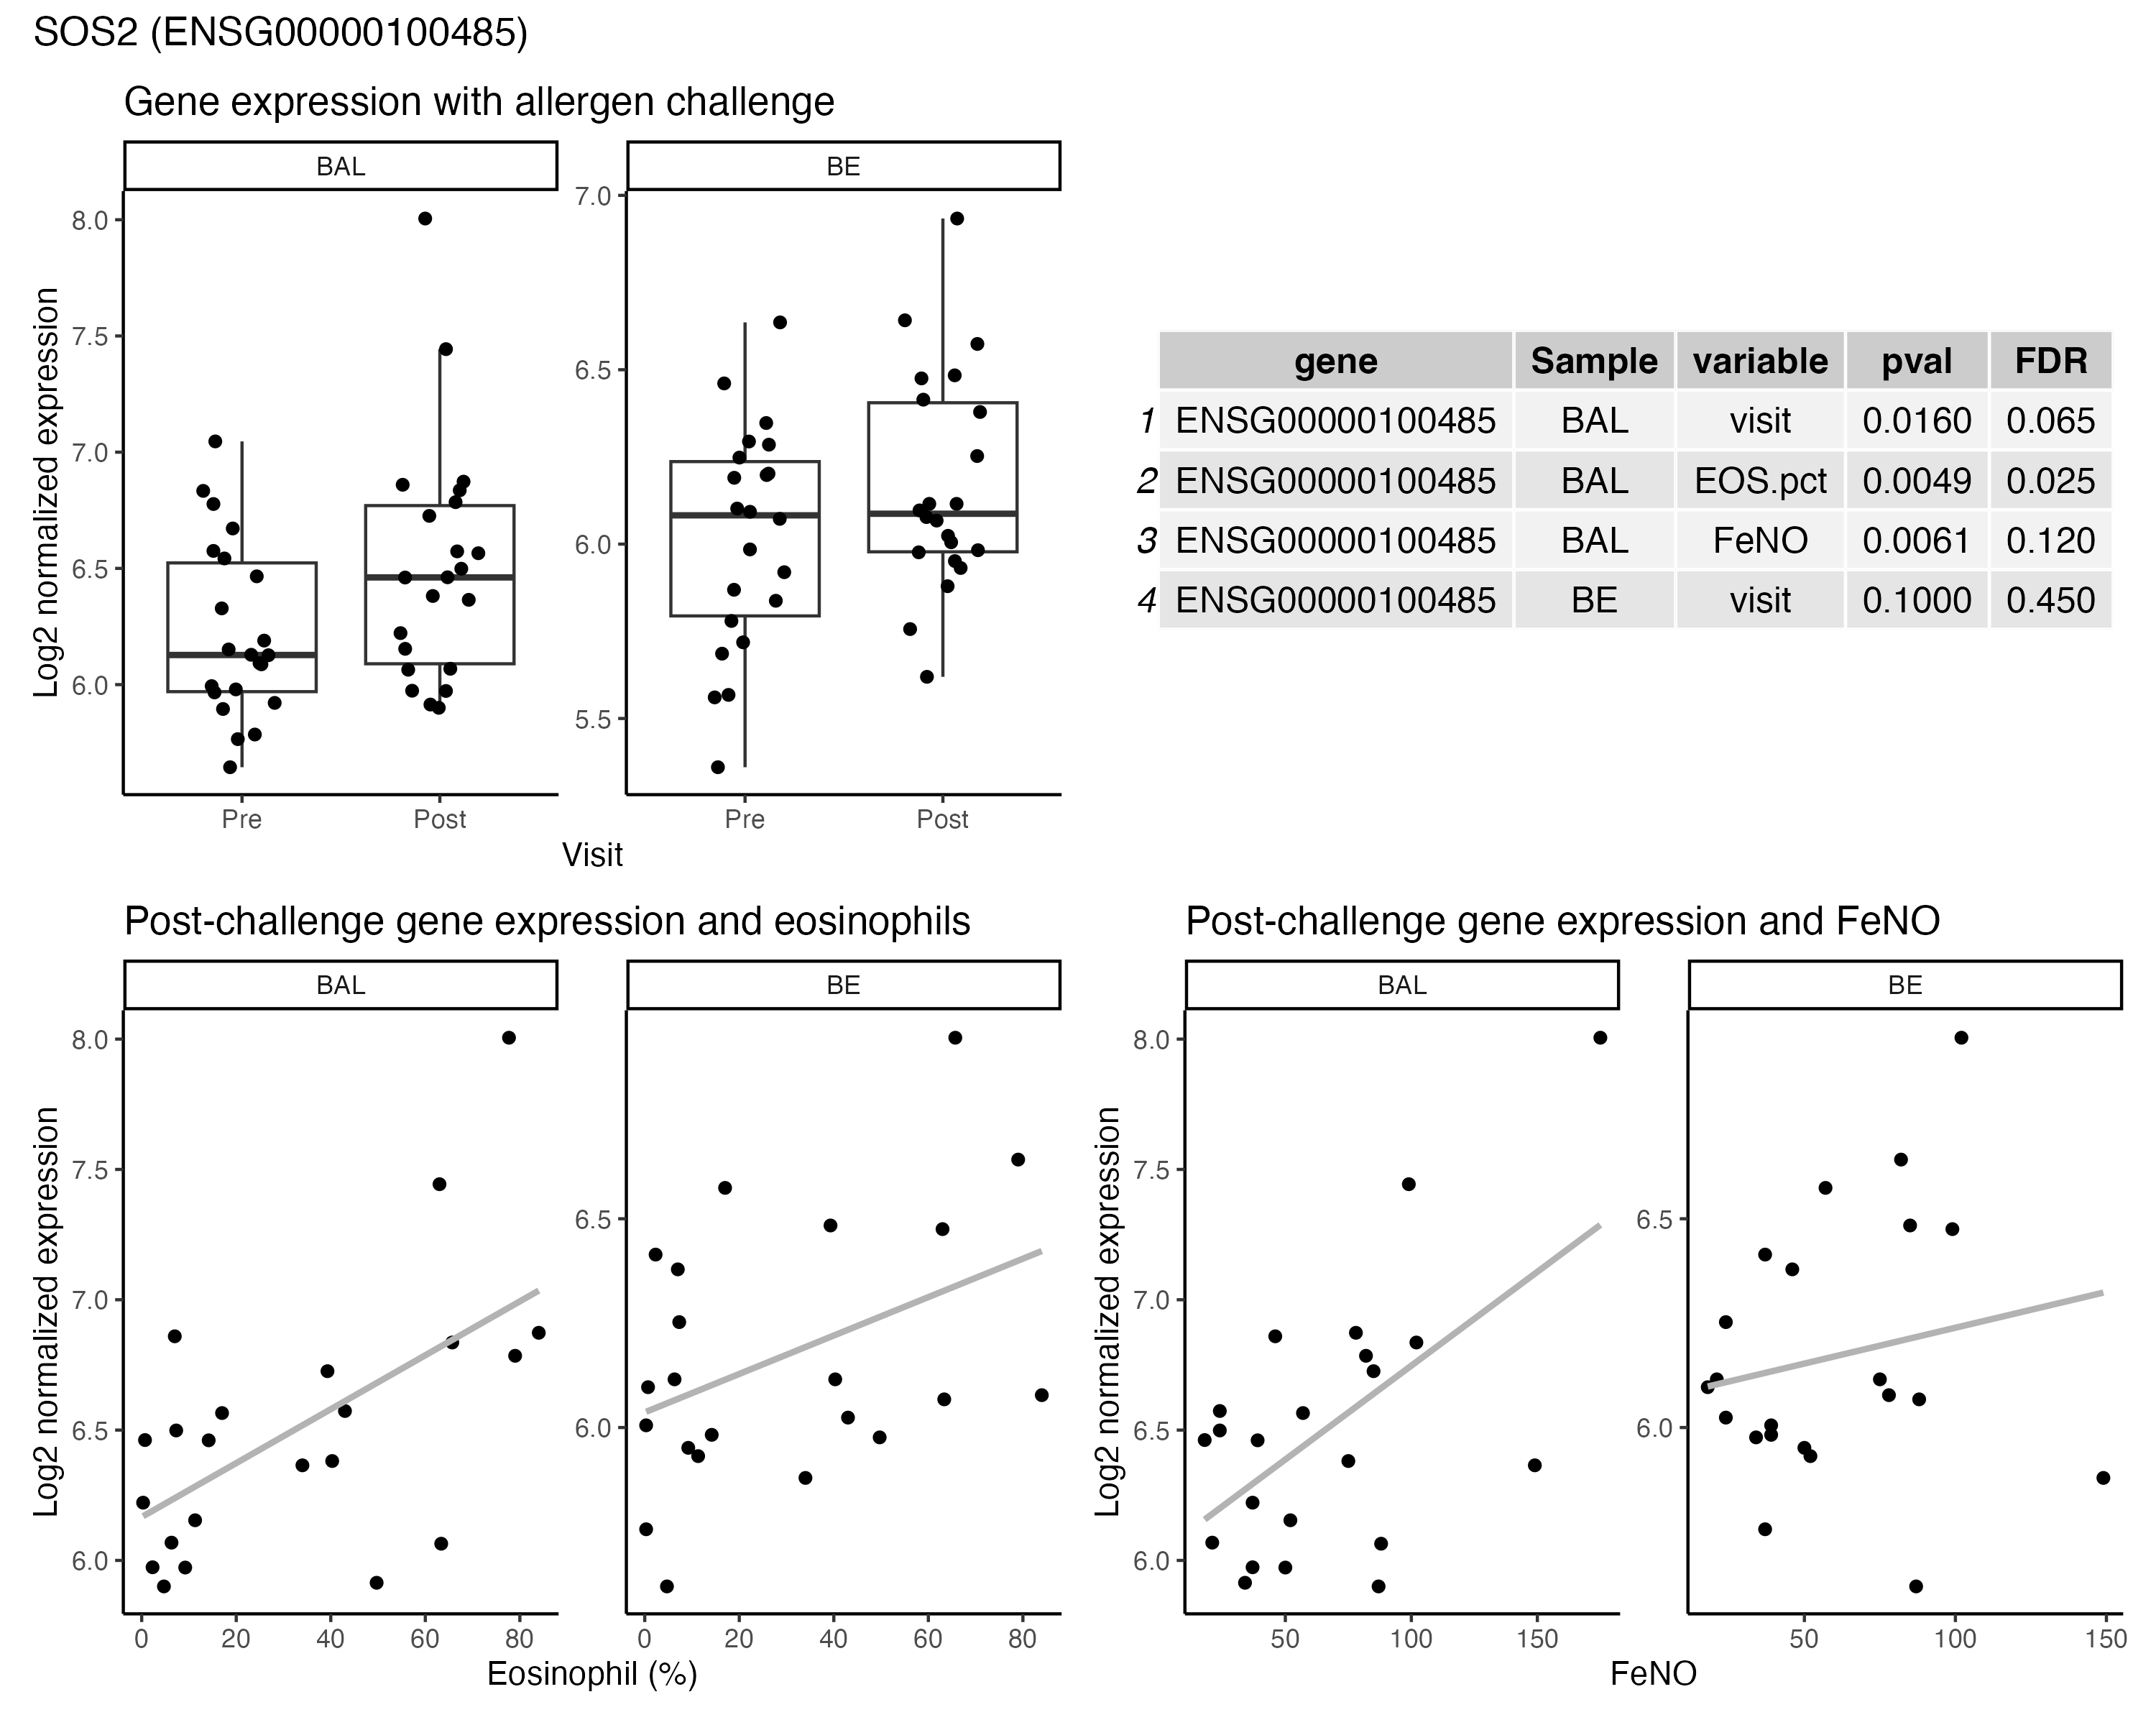 SOS2 (ENSG00000100485)
Gene expression with allergen challenge
BAL
BE
Log2 normalized expression
8.0
7.5
7.0
6.5
6.0
7.0
6.5
6.0
5.5
Pre
Post
Pre
Post
Visit
gene Sample variable pval FDR
1 ENSG00000100485 BAL visit 0.0160 0.065
2 ENSG00000100485 BAL EOS.pct 0.0049 0.025
3 ENSG00000100485 BAL FeNO 0.0061 0.120
4 ENSG00000100485 BE visit 0.1000 0.450
Post-challenge gene expression and eosinophils
BAL
BE
Log2 normalized expression
8.0
7.5
7.0
6.5
6.0
6.5
6.0
0 20 40 60 80
0 20 40 60 80
Eosinophil (%)
Post-challenge gene expression and FeNO
BAL
BE
Log2 normalized expression
8.0
7.5
7.0
6.5
6.0
6.5
6.0
50 100 150
50 100 150
FeNO